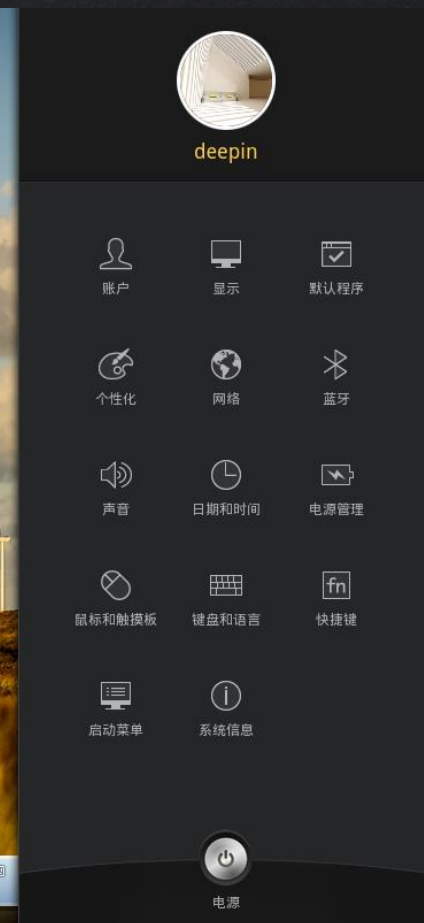 deepin
账户
显示
默认程序
个性化
网络
蓝牙
声音
日期和时间
电源管理
鼠标和触摸板
键盘和语言
fn
快捷键
启动菜单
系统信息
电源